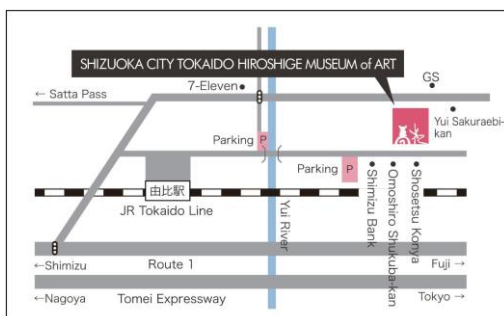 SHIZUOKA CITY TOKAIDO HIROSHIGE MUSEUM of ART
← Satta Pass
7-Eleven
GS
Yui Sakuraebi-
kan
Parking
P
Parking
P
由比駅
JR Tokaido Line
Yui River
Shimizu Bank
Omoshiro Shukuba-kan
Shosetsu Konya
←Shimizu
Route 1
Fuji →
←Nagoya
Tomei Expressway
Tokyo →